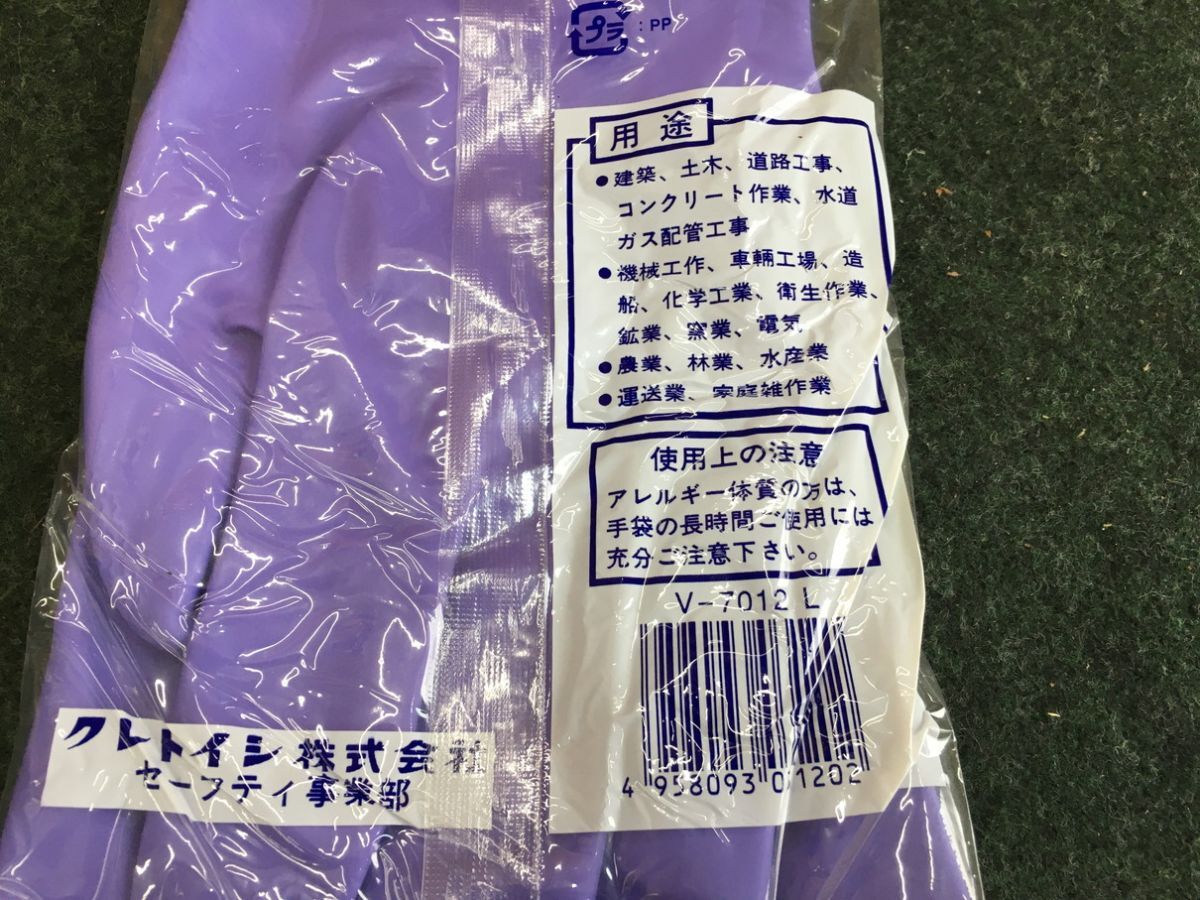 プラ : PP
用途
●建築、土木、道路工事、
コンクリート作業、水道
ガス配管工事
●機械工作、車輛工場、造
船、化学工業、衛生作業、
鉱業、窯業、電気
●農業、林業、水産業
●運送業、家庭雑作業
使用上の注意
アレルギー体質の方は、
手袋の長時間ご使用には
充分ご注意下さい。
V-7012 L
4 958093 071202
クレトイシ株式会社
セーフティ事業部